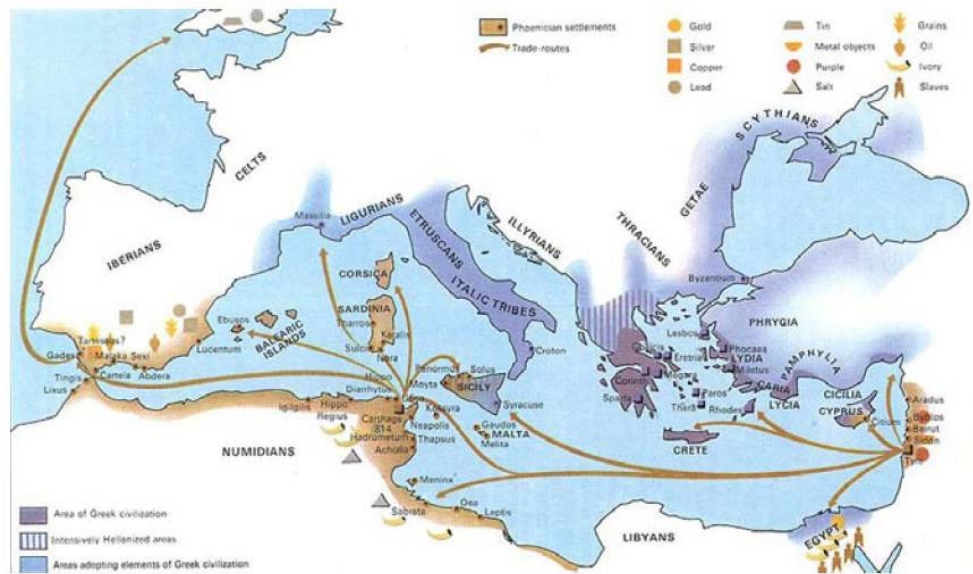 Phoenician settlements
Trade-routes
Gold
Silver
Copper
Lead
Tin
Metal objects
Purple
Salt
Grains
Oil
Ivory
Slaves
SCYTHIANS
CELTS
GETAE
Massilia
LIGURIANS
ETRUSCANS
ILLYRIANS
THRACIANS
IBERIANS
CORSICA
ITALIC TRIBES
Byzantium
SARDINIA
PHRYGIA
Ebusus
BALEARIC
ISLANDS
Tharros
Karalis
Lesbos
Tartessus?
Sulcis
Nora
Croton
Phocaea
Eretria
LYDIA
PAMPHYLIA
Gades
Malaka
Sexi
Lucentum
Panormus
Solus
Megara
Miletus
Carteia
Abdera
Hippo
Motya
SICILY
Corinth
CARIA
CILICIA
Tingis
Diarrhytus
Sparta
Paros
LYCIA
Aradus
Lixus
Igilgilis
Hippo
Regius
Syracuse
Thera
Rhodes
CYPRUS
Citium
Byblos
Carthage
814
Kossyra
Neapolis
Gaudos
MALTA
Melita
CRETE
Beirut
Sidon
Tyre
NUMIDIANS
Hadrumetum
Thapsus
Acholla
Meninx
Sabrata
Oea
Leptis
LIBYANS
EGYPT
Area of Greek civilization
Intensively Hellenized areas
Areas adopting elements of Greek civilization